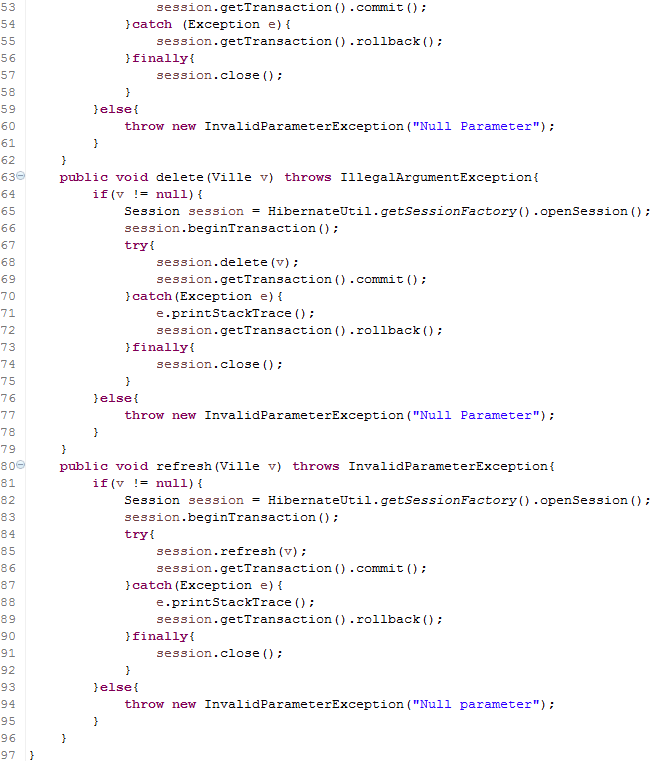 53                 session.getTransaction().commit();
54             }catch (Exception e){
55                 session.getTransaction().rollback();
56             }finally{
57                 session.close();
58             }
59         }else{
60             throw new InvalidParameterException("Null Parameter");
61         }
62     }
63     public void delete(Ville v) throws IllegalArgumentException{
64         if(v != null){
65             Session session = HibernateUtil.getSessionFactory().openSession();
66             session.beginTransaction();
67             try{
68                 session.delete(v);
69                 session.getTransaction().commit();
70             }catch(Exception e){
71                 e.printStackTrace();
72                 session.getTransaction().rollback();
73             }finally{
74                 session.close();
75             }
76         }else{
77             throw new InvalidParameterException("Null Parameter");
78         }
79     }
80     public void refresh(Ville v) throws InvalidParameterException{
81         if(v != null){
82             Session session = HibernateUtil.getSessionFactory().openSession();
83             session.beginTransaction();
84             try{
85                 session.refresh(v);
86                 session.getTransaction().commit();
87             }catch(Exception e){
88                 e.printStackTrace();
89                 session.getTransaction().rollback();
90             }finally{
91                 session.close();
92             }
93         }else{
94             throw new InvalidParameterException("Null parameter");
95         }
96     }
97 }